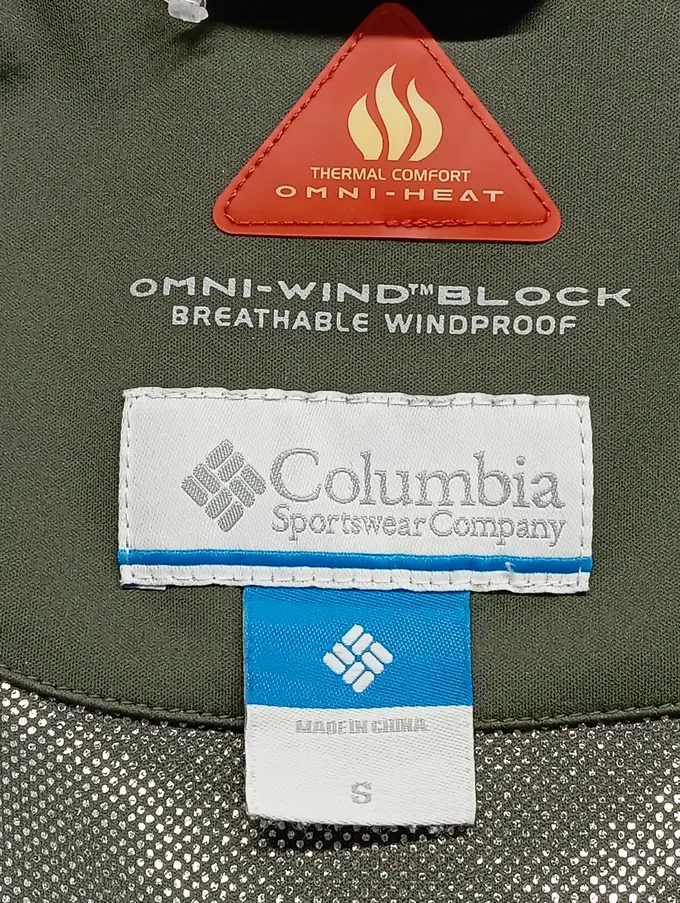 THERMAL COMFORT
OMNI-HEAT
OMNI-WIND™BLOCK
BREATHABLE WINDPROOF
Columbia
Sportswear Company
MADE IN CHINA
S